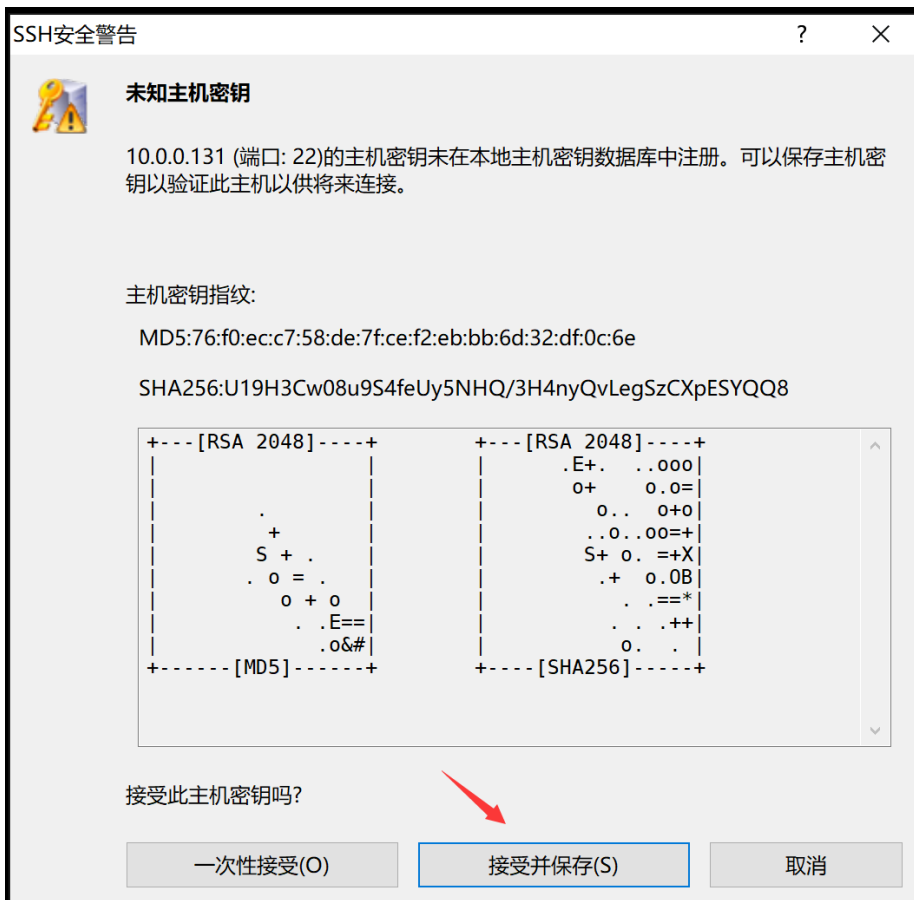 SSH安全警告
?
未知主机密钥
10.0.0.131 (端口: 22)的主机密钥未在本地主机密钥数据库中注册。可以保存主机密
钥以验证此主机以供将来连接。
主机密钥指纹:
MD5:76:f0:ec:c7:58:de:7f:ce:f2:eb:bb:6d:32:df:0c:6e
SHA256:U19H3Cw08u9S4feUy5NHQ/3H4nyQvLegSzCXpESYQQ8
+---[RSA 2048]----+        +---[RSA 2048]----+
|                 |        |      .E+.  ..ooo|
|                 |        |       o+    o.o=|
|        .        |        |         o..  o+o|
|         +       |        |        ..o..oo=+|
|        S + .    |        |        S+ o. =+X|
|       . o = .   |        |         .+  o.OB|
|          o + o  |        |           . .==*|
|           . .E==|        |          . . .++|
|             .o&#|        |           o.  . |
+------[MD5]------+        +----[SHA256]-----+
接受此主机密钥吗?
一次性接受(O) 接受并保存(S) 取消